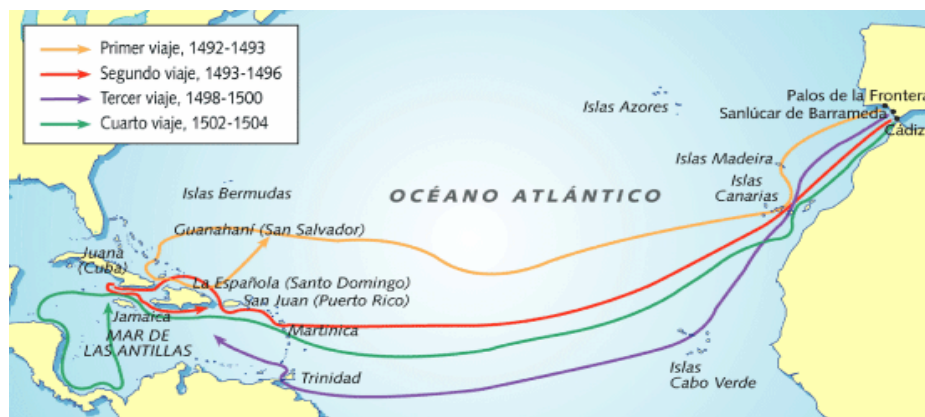 Primer viaje, 1492-1493
Segundo viaje, 1493-1496
Tercer viaje, 1498-1500
Cuarto viaje, 1502-1504
Islas Azores
Palos de la Frontera
Sanlúcar de Barrameda
Cádiz
Islas Madeira
Islas
Canarias
Islas Bermudas
OCÉANO ATLÁNTICO
Guanahaní (San Salvador)
Juana
(Cuba)
La Española (Santo Domingo)
San Juan (Puerto Rico)
Jamaica
Martinica
MAR DE
LAS ANTILLAS
Trinidad
Islas
Cabo Verde